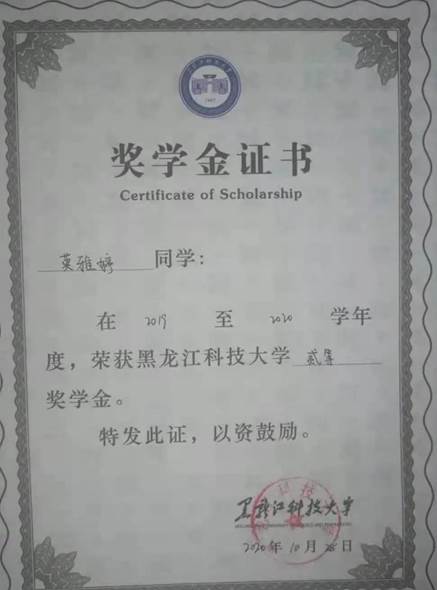 1947
奖学金证书
Certificate of Scholarship
莫雅婷 同学:
在 2019 至 2020 学年
度，荣获黑龙江科技大学 贰等
奖学金。
特发此证，以资鼓励。
黑龙江科技大学
2020年10月28日